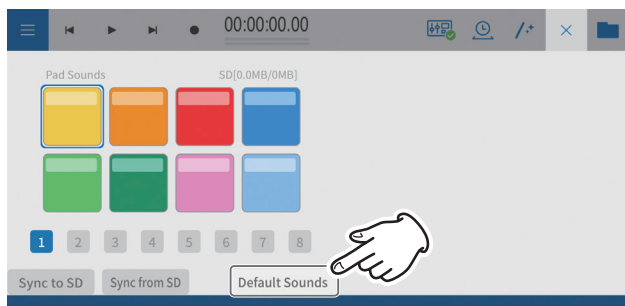 00:00:00.00
Pad Sounds SD[0.0MB/0MB]
1 2 3 4 5 6 7 8
Sync to SD Sync from SD Default Sounds